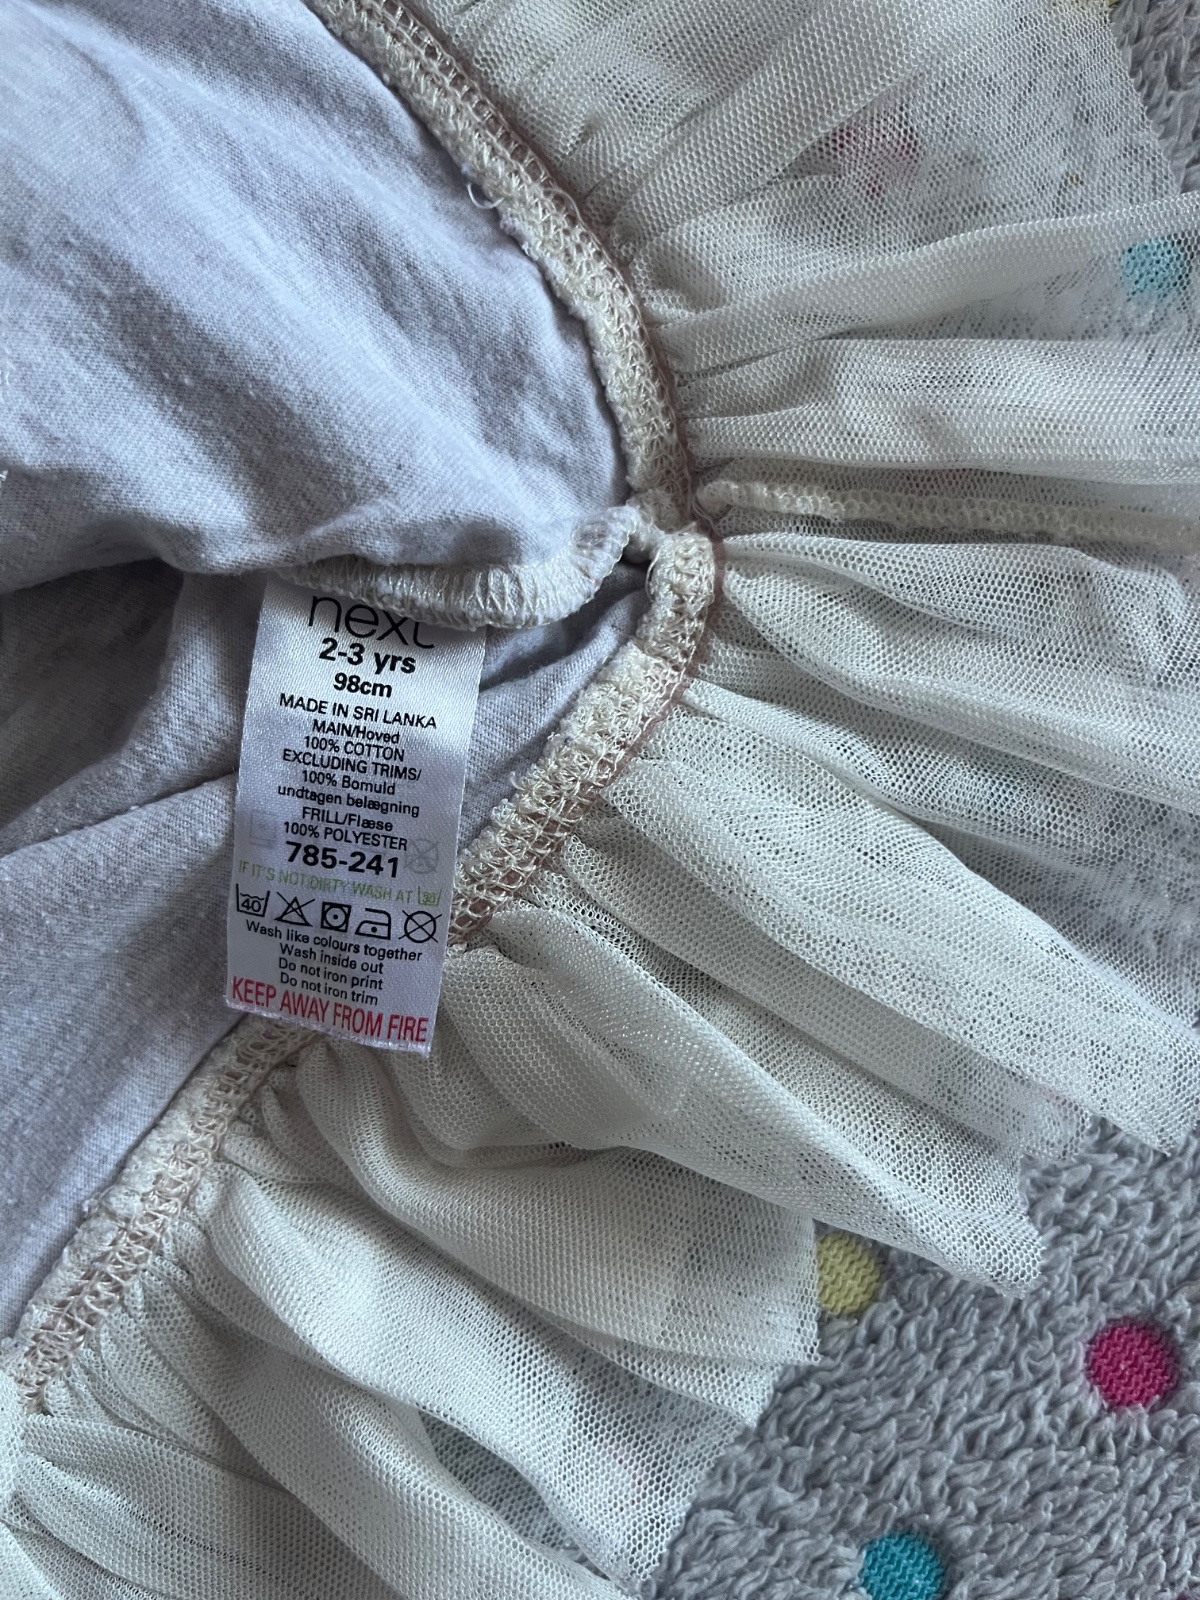 next
2-3 yrs
98cm
MADE IN SRI LANKA
MAIN/Hoved
100% COTTON
EXCLUDING TRIMS/
100% Bomuld
undtagen belægning
FRILL/Flæse
100% POLYESTER
785-241
IF IT'S NOT DIRTY WASH AT 30
40
Wash like colours together
Wash inside out
Do not iron print
Do not iron trim
KEEP AWAY FROM FIRE